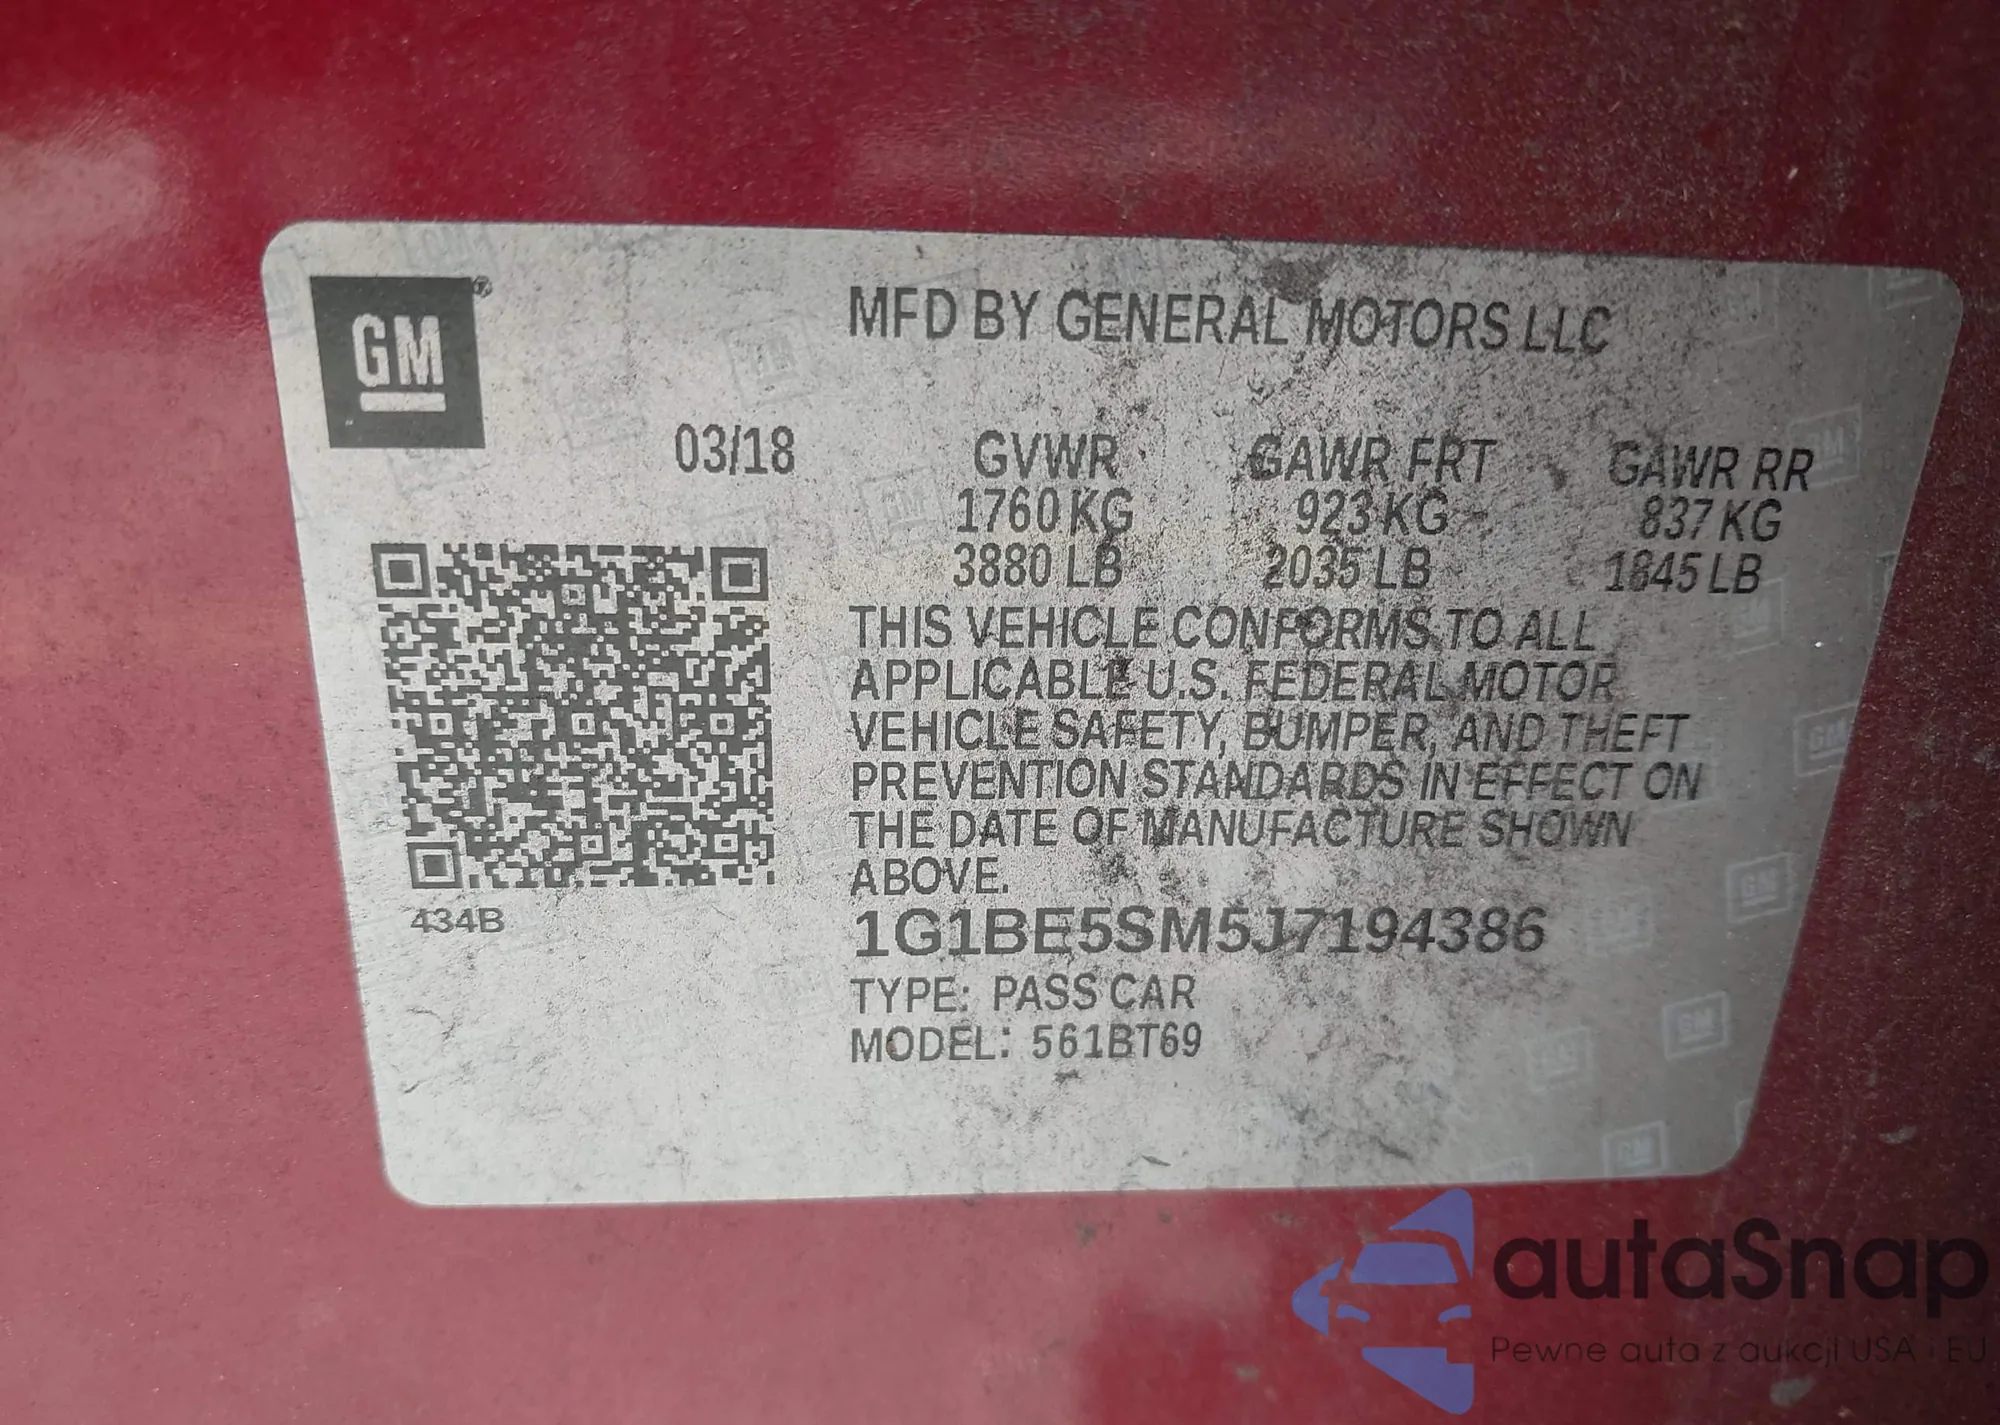 GM®
MFD BY GENERAL MOTORS LLC
03/18 GVWR GAWR FRT GAWR RR
1760 KG 923 KG 837 KG
3880 LB 2035 LB 1845 LB
THIS VEHICLE CONFORMS TO ALL
APPLICABLE U.S. FEDERAL MOTOR
VEHICLE SAFETY, BUMPER, AND THEFT
PREVENTION STANDARDS IN EFFECT ON
THE DATE OF MANUFACTURE SHOWN
ABOVE.
434B
1G1BE5SM5J7194386
TYPE: PASS CAR
MODEL: 561BT69
autaSnap
Pewne auta z aukcji USA i EU